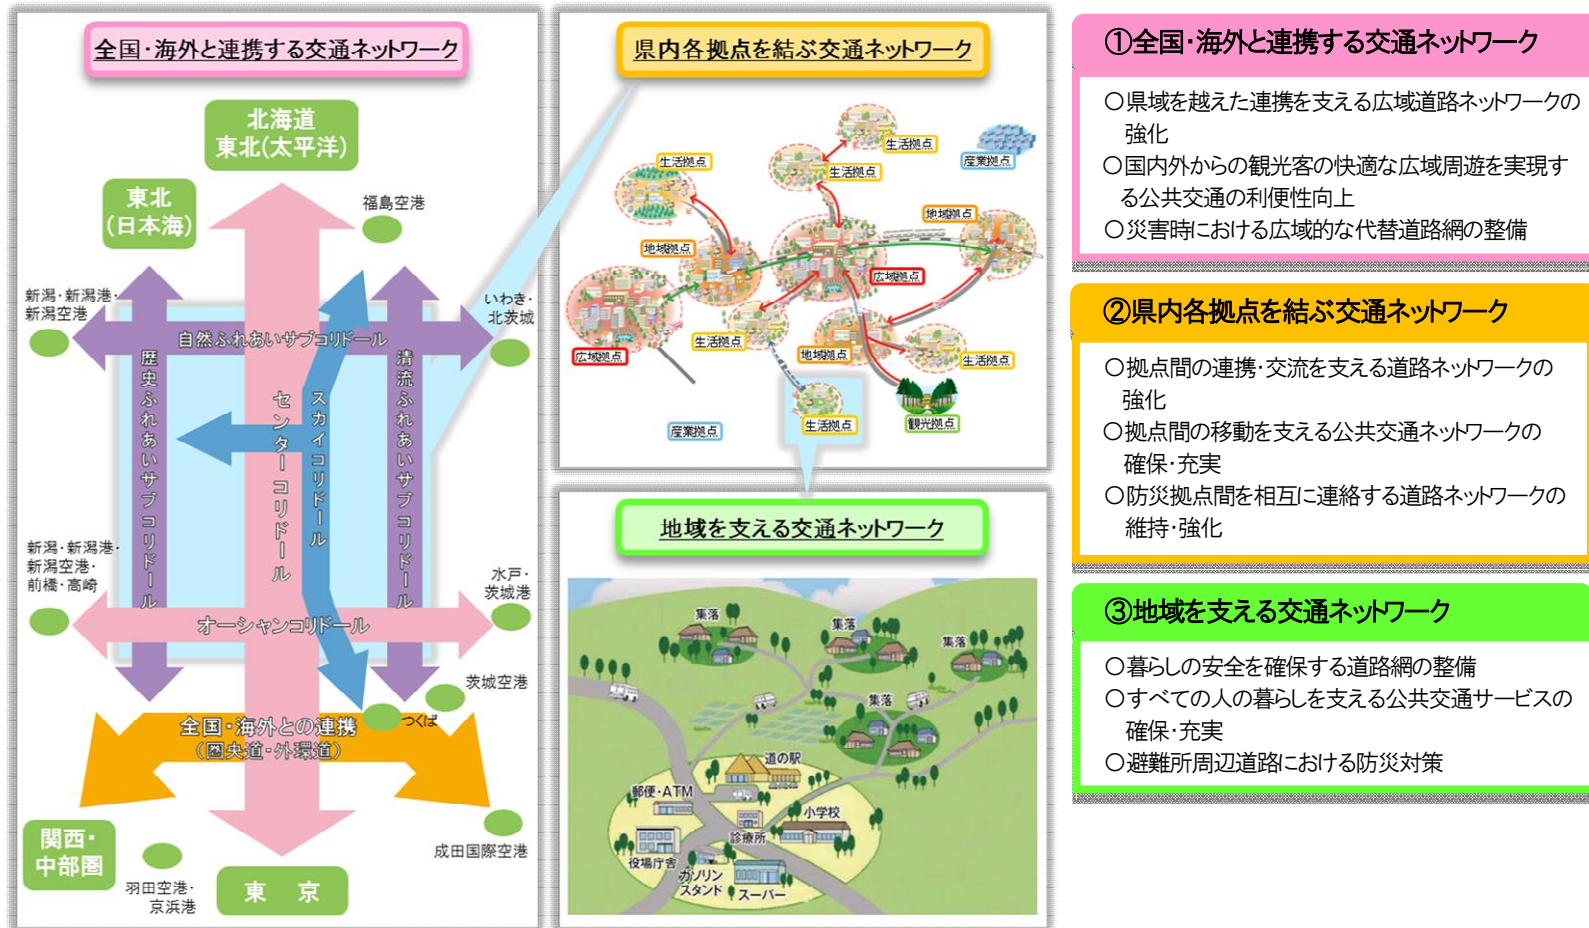 全国・海外と連携する交通ネットワーク
北海道
東北(太平洋)
東北
(日本海)
福島空港
新潟・新潟港・
新潟空港
いわき・
北茨城
自然ふれあいサブコリドール
歴史ふれあいサブコリドール
センターコリドール
スカイコリドール
清流ふれあいサブコリドール
新潟・新潟港・
新潟空港・
前橋・高崎
水戸・
茨城港
オーシャンコリドール
茨城空港
つくば
全国・海外との連携
(圏央道・外環道)
関西・
中部圏
羽田空港・
京浜港
東 京
成田国際空港
県内各拠点を結ぶ交通ネットワーク
生活拠点
生活拠点
生活拠点
産業拠点
地域拠点
地域拠点
広域拠点
広域拠点
生活拠点
地域拠点
生活拠点
産業拠点
生活拠点
観光拠点
地域を支える交通ネットワーク
集落
集落
集落
集落
道の駅
郵便・ATM
小学校
診療所
役場庁舎
ガソリン
スタンド
スーパー
①全国・海外と連携する交通ネットワーク
○県域を越えた連携を支える広域道路ネットワークの
強化
○国内外からの観光客の快適な広域周遊を実現す
る公共交通の利便性向上
○災害時における広域的な代替道路網の整備
②県内各拠点を結ぶ交通ネットワーク
○拠点間の連携・交流を支える道路ネットワークの
強化
○拠点間の移動を支える公共交通ネットワークの
確保・充実
○防災拠点間を相互に連絡する道路ネットワークの
維持・強化
③地域を支える交通ネットワーク
○暮らしの安全を確保する道路網の整備
○すべての人の暮らしを支える公共交通サービスの
確保・充実
○避難所周辺道路における防災対策